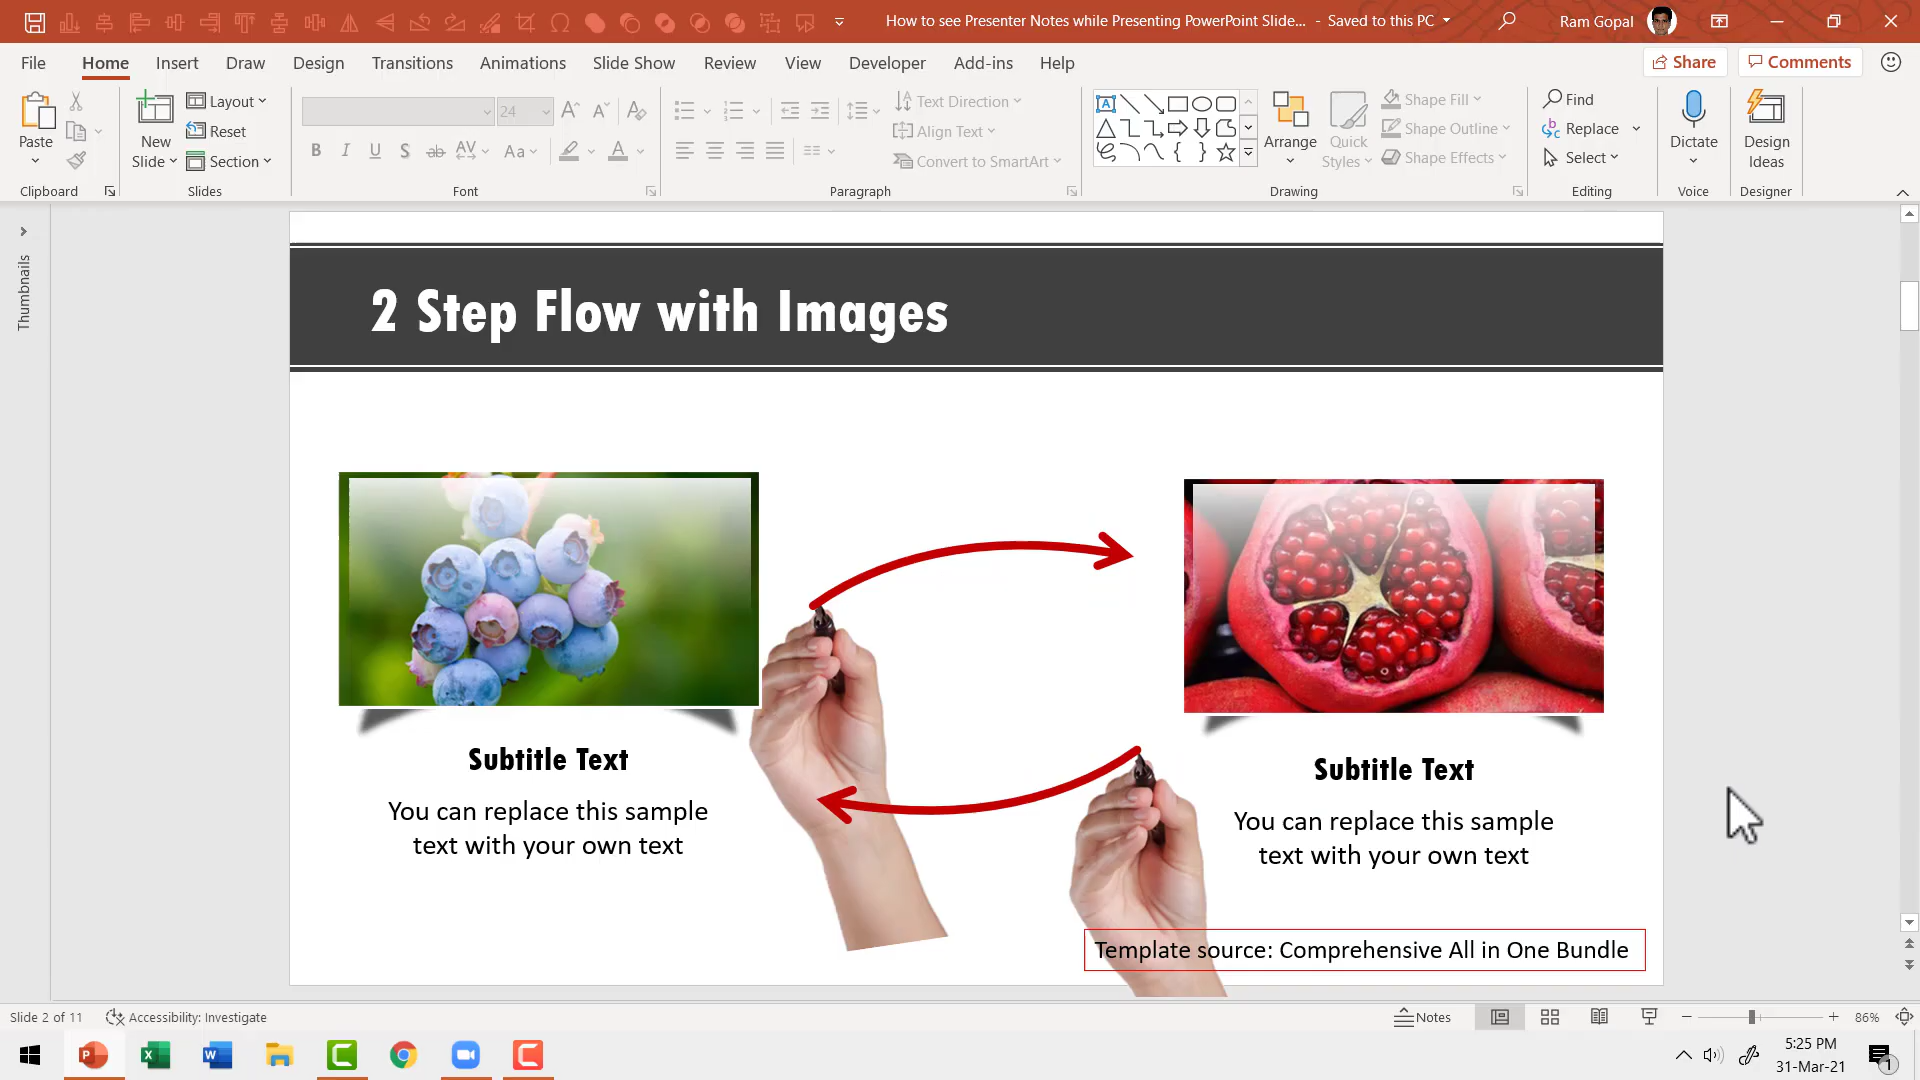 How to see Presenter Notes while Presenting PowerPoint Slide... - Saved to this PC
Ram Gopal
File Home Insert Draw Design Transitions Animations Slide Show Review View Developer Add-ins Help
Share
Comments
Paste
Clipboard
New
Slide
Layout
Reset
Section
Slides
24
B I U S ab AV Aa A
Font
Text Direction
Align Text
Convert to SmartArt
Paragraph
Arrange
Quick
Styles
Shape Fill
Shape Outline
Shape Effects
Drawing
Find
Replace
Select
Editing
Dictate
Voice
Design
Ideas
Designer
Thumbnails
2 Step Flow with Images
Subtitle Text
You can replace this sample
text with your own text
Subtitle Text
You can replace this sample
text with your own text
Template source: Comprehensive All in One Bundle
Slide 2 of 11
Accessibility: Investigate
Notes
86%
5:25 PM
31-Mar-21
1